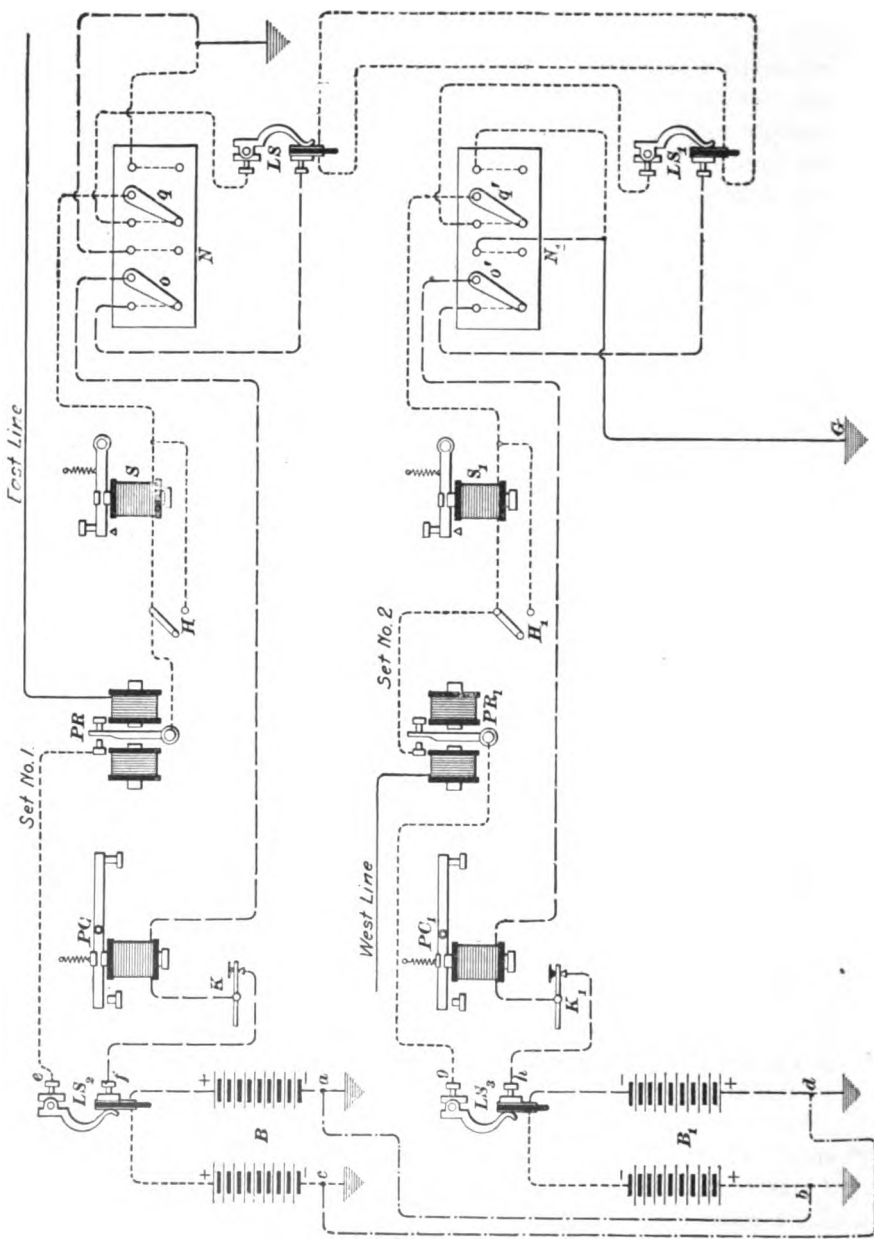 East Line
Set No. 1.
PR
PC
S
H
K
N
o
q
LS
e
LS₂
f
+
+
B
−
a
c
Set No. 2
West Line
PR₁
PC₁
S₁
H₁
K₁
N₁
o'
q'
LS₁
g
LS₃
h
−
−
B₁
+
+
b
d
G